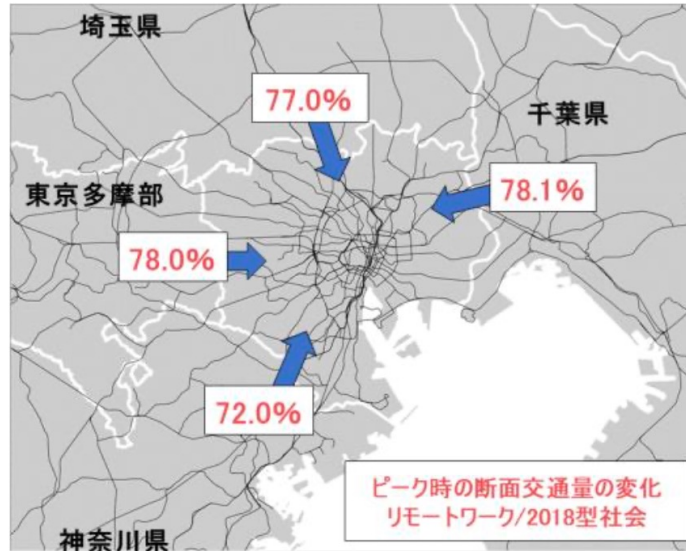 埼玉県
77.0%
千葉県
78.1%
東京多摩部
78.0%
72.0%
ピーク時の断面交通量の変化
リモートワーク/2018型社会
神奈川県